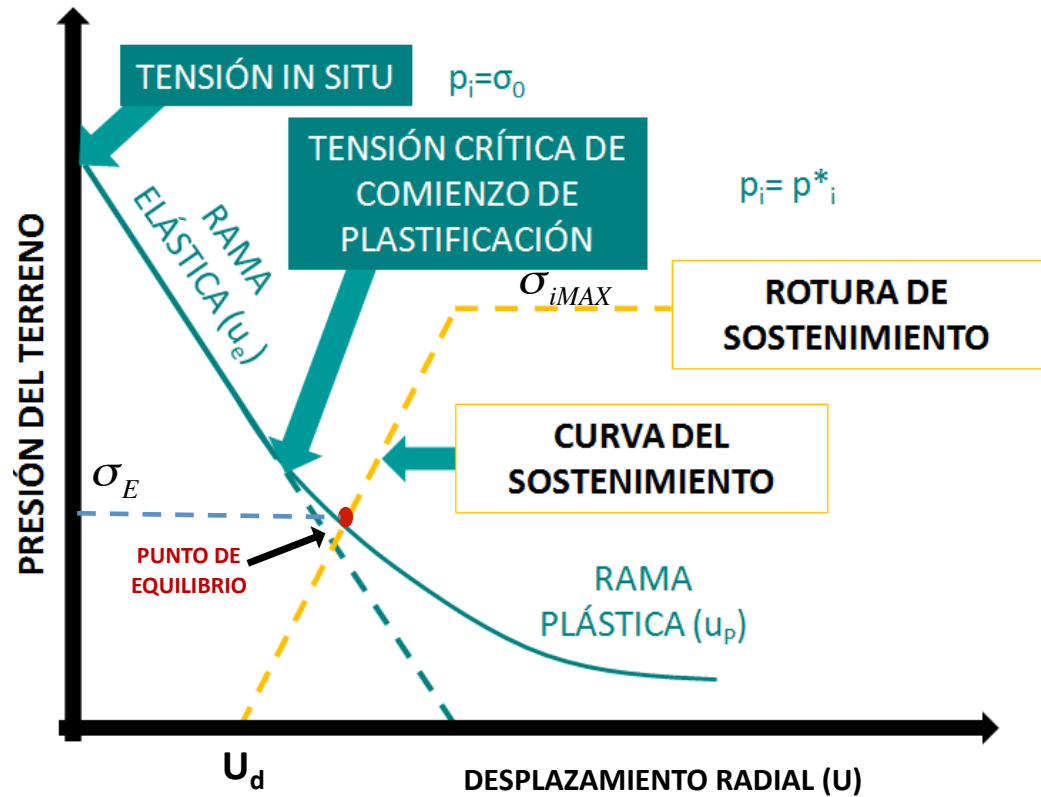 TENSIÓN IN SITU
pᵢ=σ₀
TENSIÓN CRÍTICA DE
COMIENZO DE
PLASTIFICACIÓN
pᵢ= p*ᵢ
RAMA
ELÁSTICA (uₑ)
σiMAX
ROTURA DE
SOSTENIMIENTO
CURVA DEL
SOSTENIMIENTO
σE
PUNTO DE
EQUILIBRIO
RAMA
PLÁSTICA (uP)
PRESIÓN DEL TERRENO
Ud
DESPLAZAMIENTO RADIAL (U)